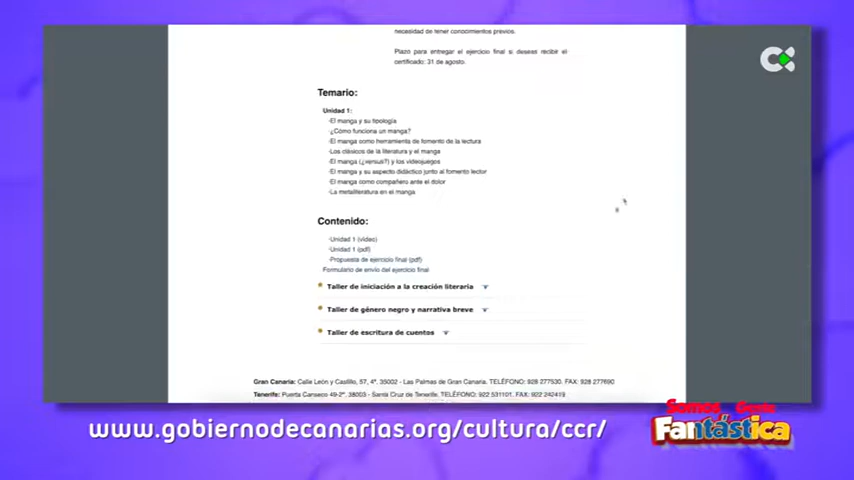 necesidad de tener conocimientos previos.
Plazo para entregar el ejercicio final si deseas recibir el
certificado: 31 de agosto.
Temario:
Unidad 1:
-El manga y su tipología
-¿Cómo funciona un manga?
-El manga como herramienta de fomento de la lectura
-Los clásicos de la literatura y el manga
-El manga (¿versus?) y los videojuegos
-El manga y su aspecto didáctico junto al fomento lector
-El manga como compañero ante el dolor
-La metaliteratura en el manga
Contenido:
-Unidad 1 (vídeo)
-Unidad 1 (pdf)
-Propuesta de ejercicio final (pdf)
Formulario de envío del ejercicio final
Taller de iniciación a la creación literaria
Taller de género negro y narrativa breve
Taller de escritura de cuentos
Gran Canaria: Calle León y Castillo, 57, 4ª, 35002 - Las Palmas de Gran Canaria. TELÉFONO: 928 277530. FAX: 928 277690
Tenerife: Puerta Canseco 49-2ª. 38003 - Santa Cruz de Tenerife. TELÉFONO: 922 531101. FAX: 922 242419
www.gobiernodecanarias.org/cultura/ccr/
Somos Gente
Fantástica